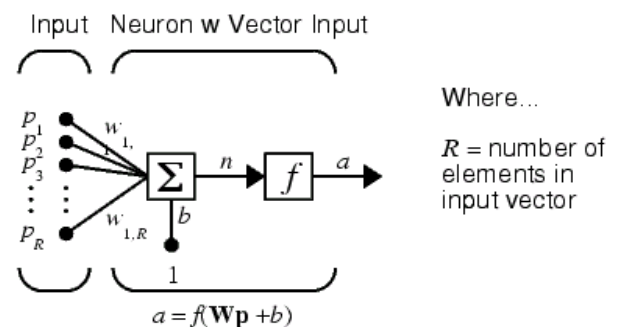 Input Neuron w Vector Input
p1
p2
p3
pR
w1,1
w1,R
Σ
n
f
a
b
1
a = f(Wp +b)
Where...
R = number of
elements in
input vector